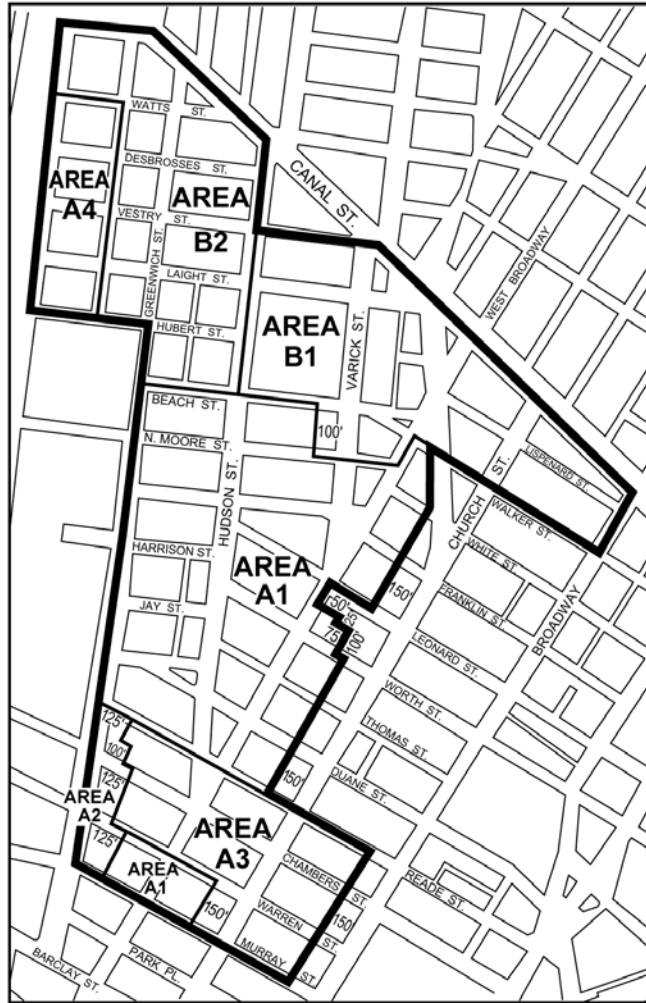 WATTS
ST.
DESBROSSES ST.
CANAL ST.
AREA
A4
AREA
B2
VESTRY ST.
WEST BROADWAY
GREENWICH ST.
LAIGHT ST.
HUBERT ST.
AREA
B1
VARICK ST.
BEACH ST.
100'
N. MOORE ST.
LISPENARD ST.
HUDSON ST.
CHURCH ST.
WALKER ST.
WHITE ST.
HARRISON ST.
AREA
A1
150'
FRANKLIN ST.
BROADWAY
JAY ST.
50'
25'
75'
100'
LEONARD ST.
WORTH ST.
125'
THOMAS ST.
100'
125'
150'
DUANE ST.
AREA
A2
AREA
A3
125'
AREA
A1
CHAMBERS ST.
READE ST.
150'
WARREN ST.
150'
MURRAY ST.
PARK PL.
BARCLAY ST.